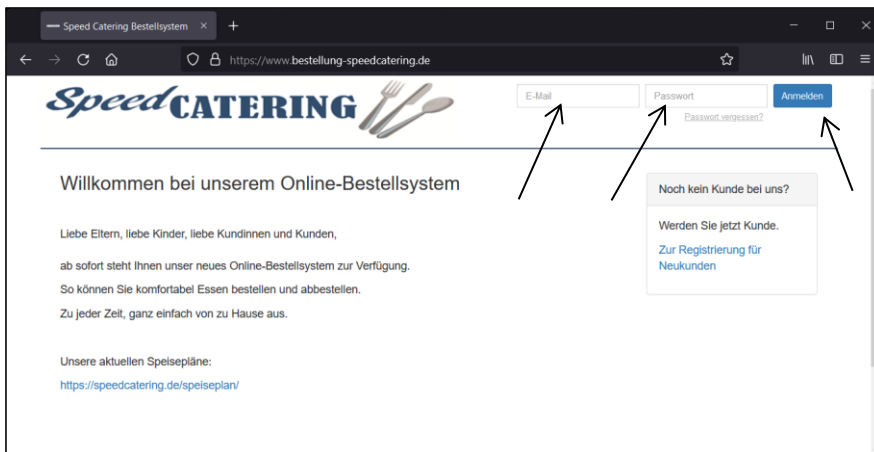 Speed Catering Bestellsystem
https://www.bestellung-speedcatering.de
Speed CATERING
E-Mail
Passwort
Anmelden
Passwort vergessen?
Willkommen bei unserem Online-Bestellsystem
Liebe Eltern, liebe Kinder, liebe Kundinnen und Kunden,
ab sofort steht Ihnen unser neues Online-Bestellsystem zur Verfügung.
So können Sie komfortabel Essen bestellen und abbestellen.
Zu jeder Zeit, ganz einfach von zu Hause aus.
Unsere aktuellen Speisepläne:
https://speedcatering.de/speiseplan/
Noch kein Kunde bei uns?
Werden Sie jetzt Kunde.
Zur Registrierung für
Neukunden